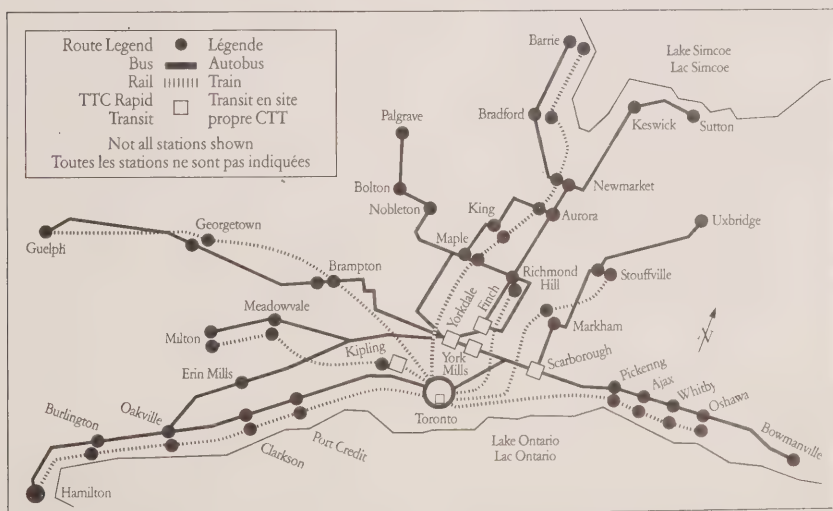 Route Legend Légende
Bus Autobus
Rail Train
TTC Rapid Transit en site
Transit propre CTT
Not all stations shown
Toutes les stations ne sont pas indiquées
Barrie
Lake Simcoe
Lac Simcoe
Palgrave
Bradford
Keswick
Sutton
Bolton
Nobleton
King
Newmarket
Aurora
Uxbridge
Georgetown
Guelph
Maple
Brampton
Richmond
Hill
Stouffville
Yorkdale
Finch
Meadowvale
Markham
Milton
Kipling
York
Mills
Scarborough
N
Erin Mills
Pickering
Ajax
Whitby
Oshawa
Burlington
Oakville
Toronto
Bowmanville
Port Credit
Clarkson
Lake Ontario
Lac Ontario
Hamilton